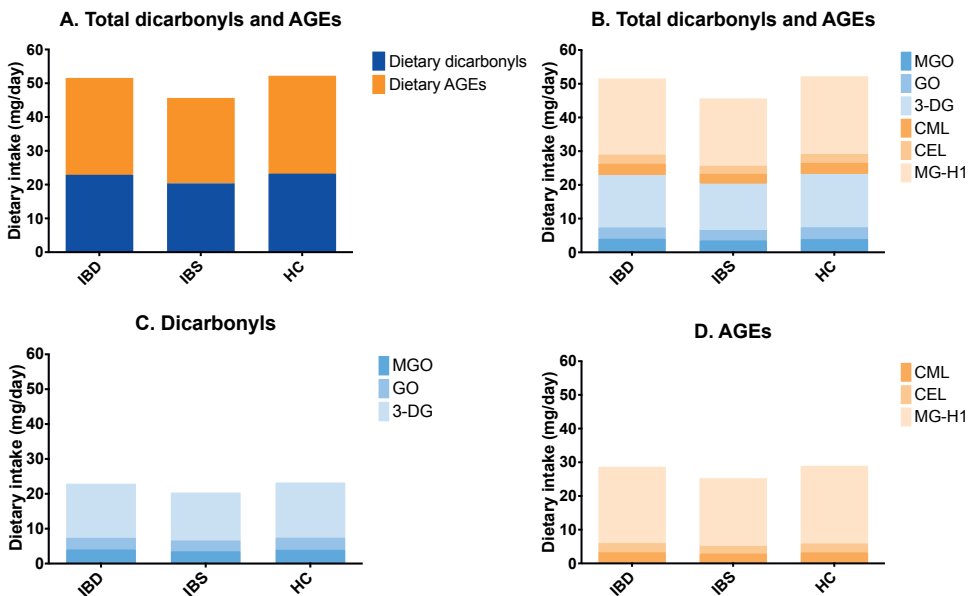 A. Total dicarbonyls and AGEs
Dietary intake (mg/day)
60
50
40
30
20
10
0
IBD
IBS
HC
Dietary dicarbonyls
Dietary AGEs
B. Total dicarbonyls and AGEs
Dietary intake (mg/day)
60
50
40
30
20
10
0
IBD
IBS
HC
MGO
GO
3-DG
CML
CEL
MG-H1
C. Dicarbonyls
Dietary intake (mg/day)
60
50
40
30
20
10
0
IBD
IBS
HC
MGO
GO
3-DG
D. AGEs
Dietary intake (mg/day)
60
50
40
30
20
10
0
IBD
IBS
HC
CML
CEL
MG-H1